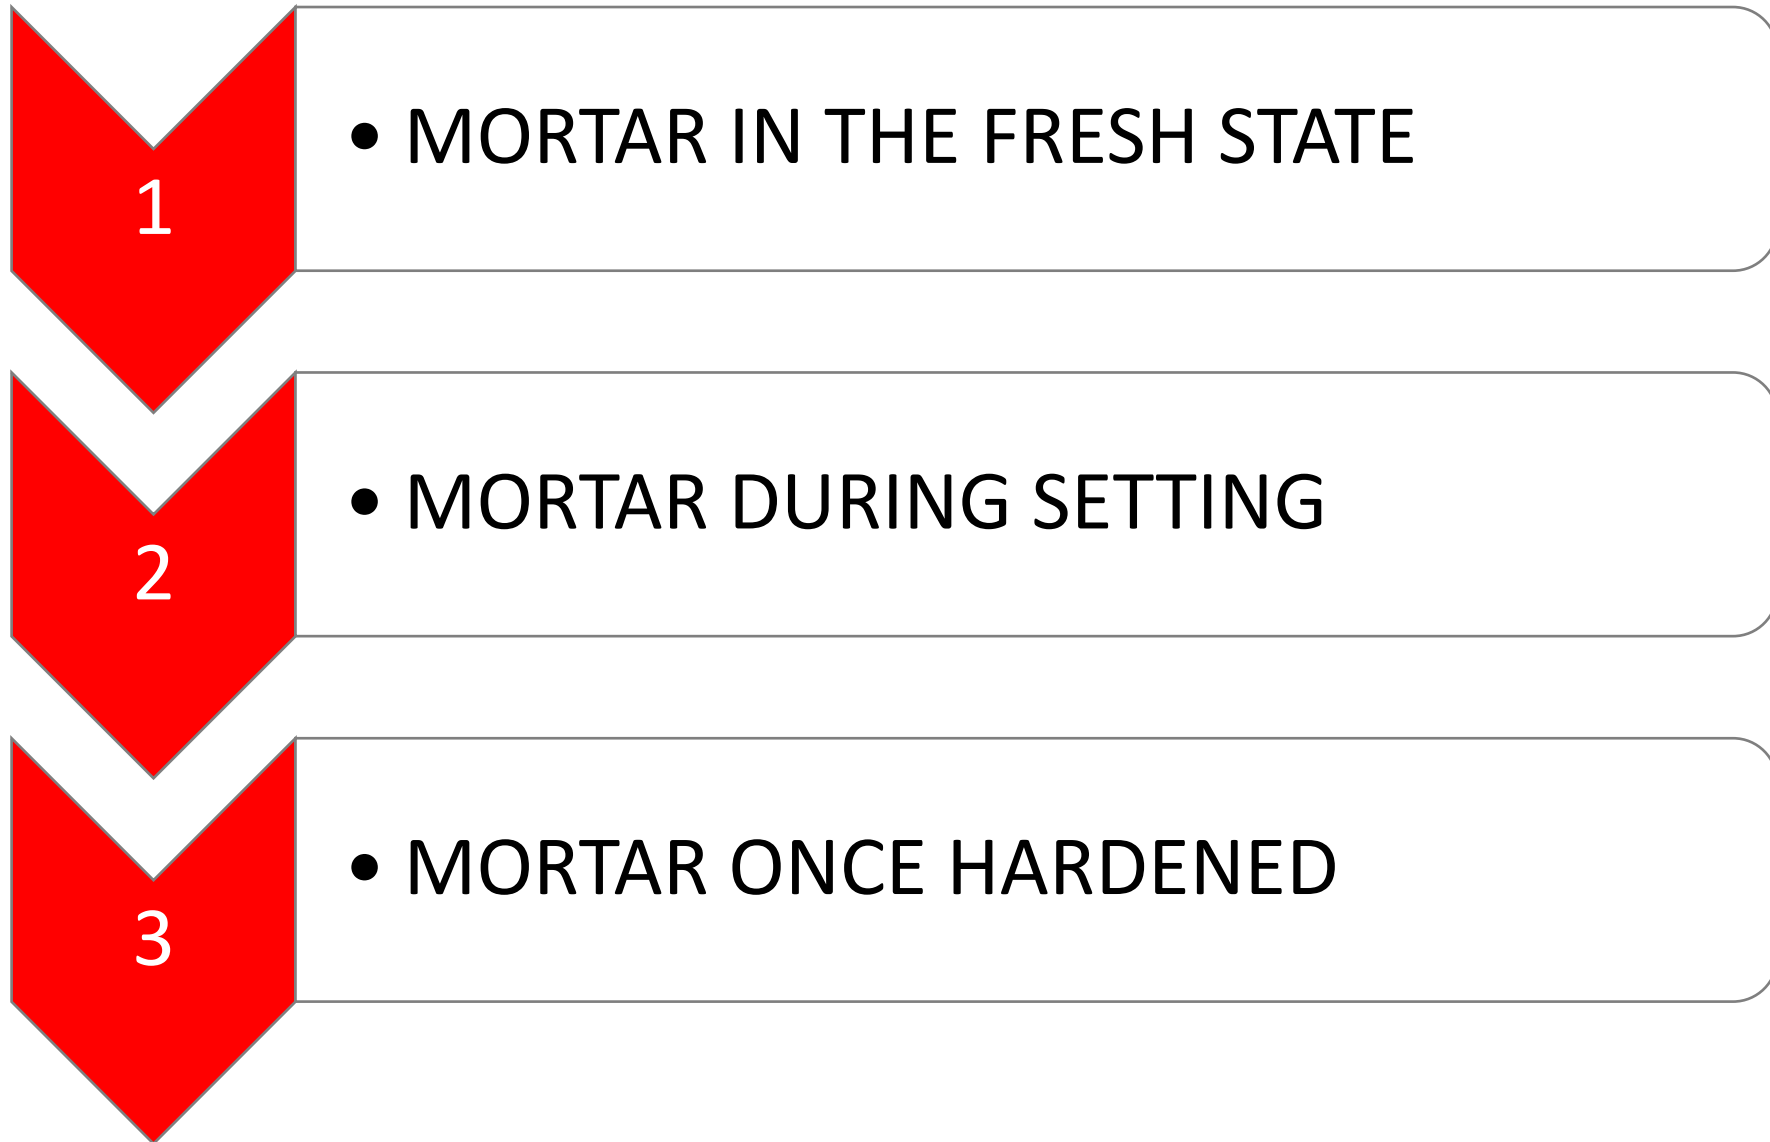 1
• MORTAR IN THE FRESH STATE
2
• MORTAR DURING SETTING
3
• MORTAR ONCE HARDENED